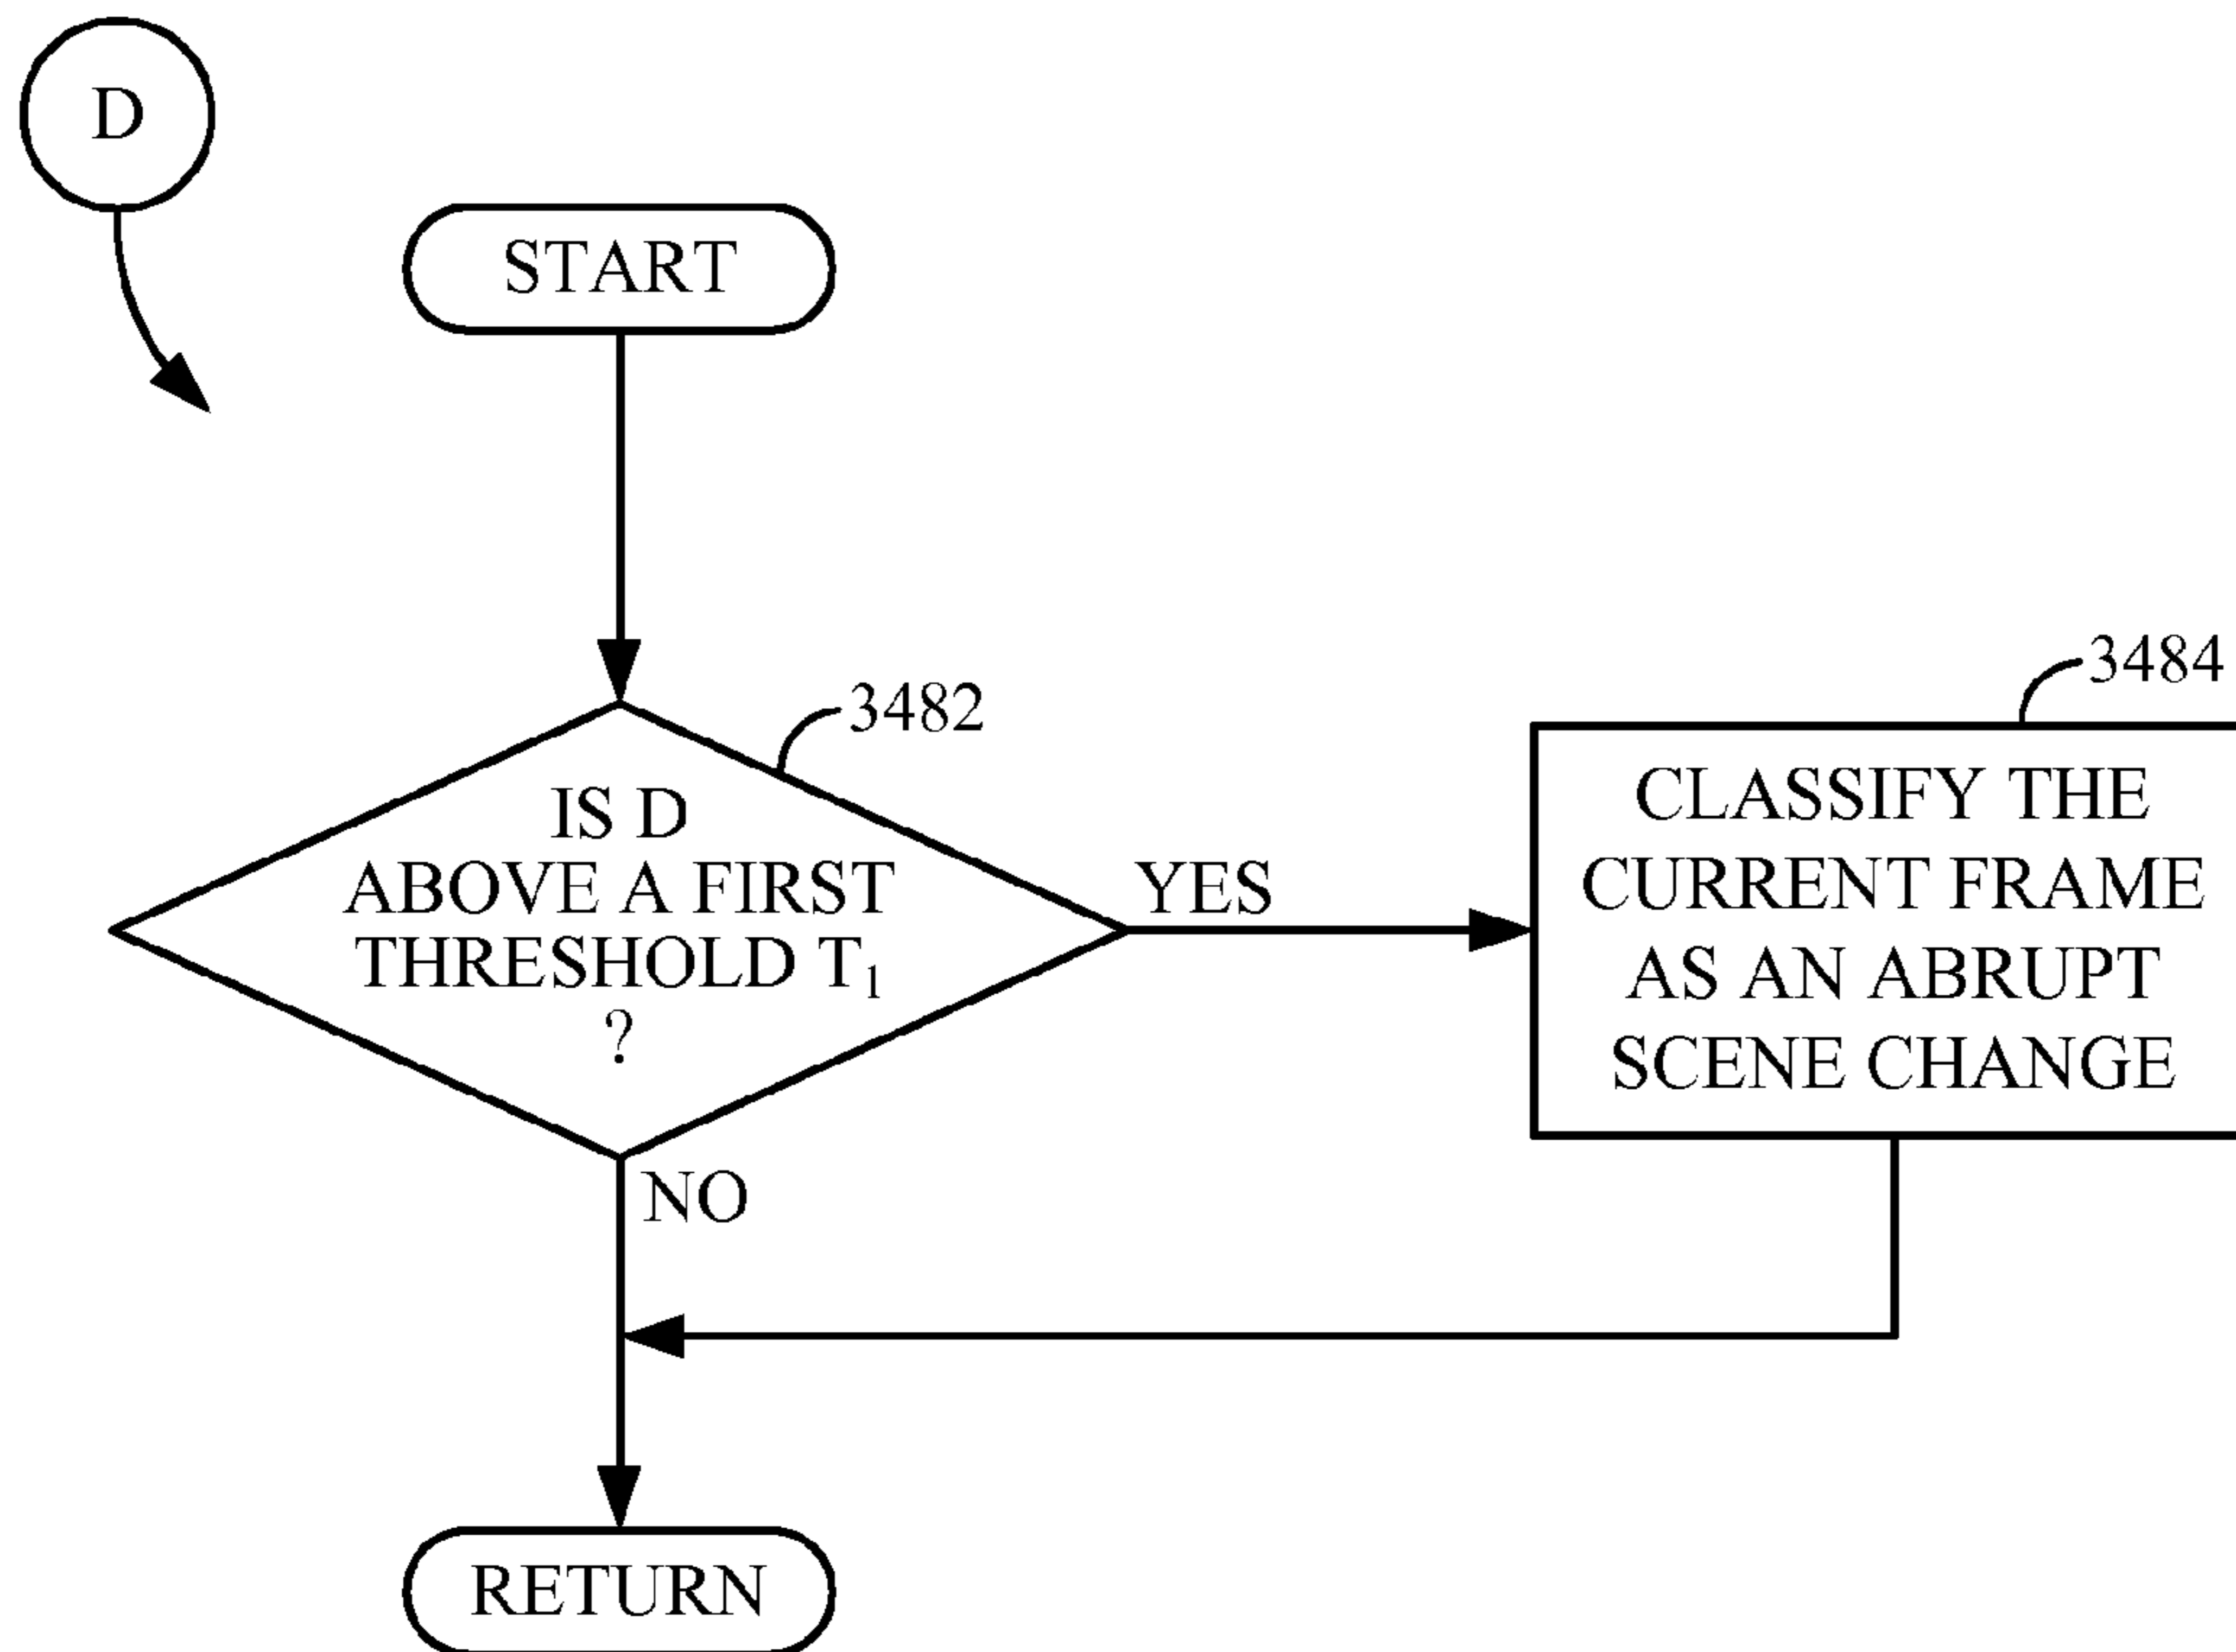 D
START
3482
IS D
ABOVE A FIRST
THRESHOLD T₁
?
YES
3484
CLASSIFY THE
CURRENT FRAME
AS AN ABRUPT
SCENE CHANGE
NO
RETURN